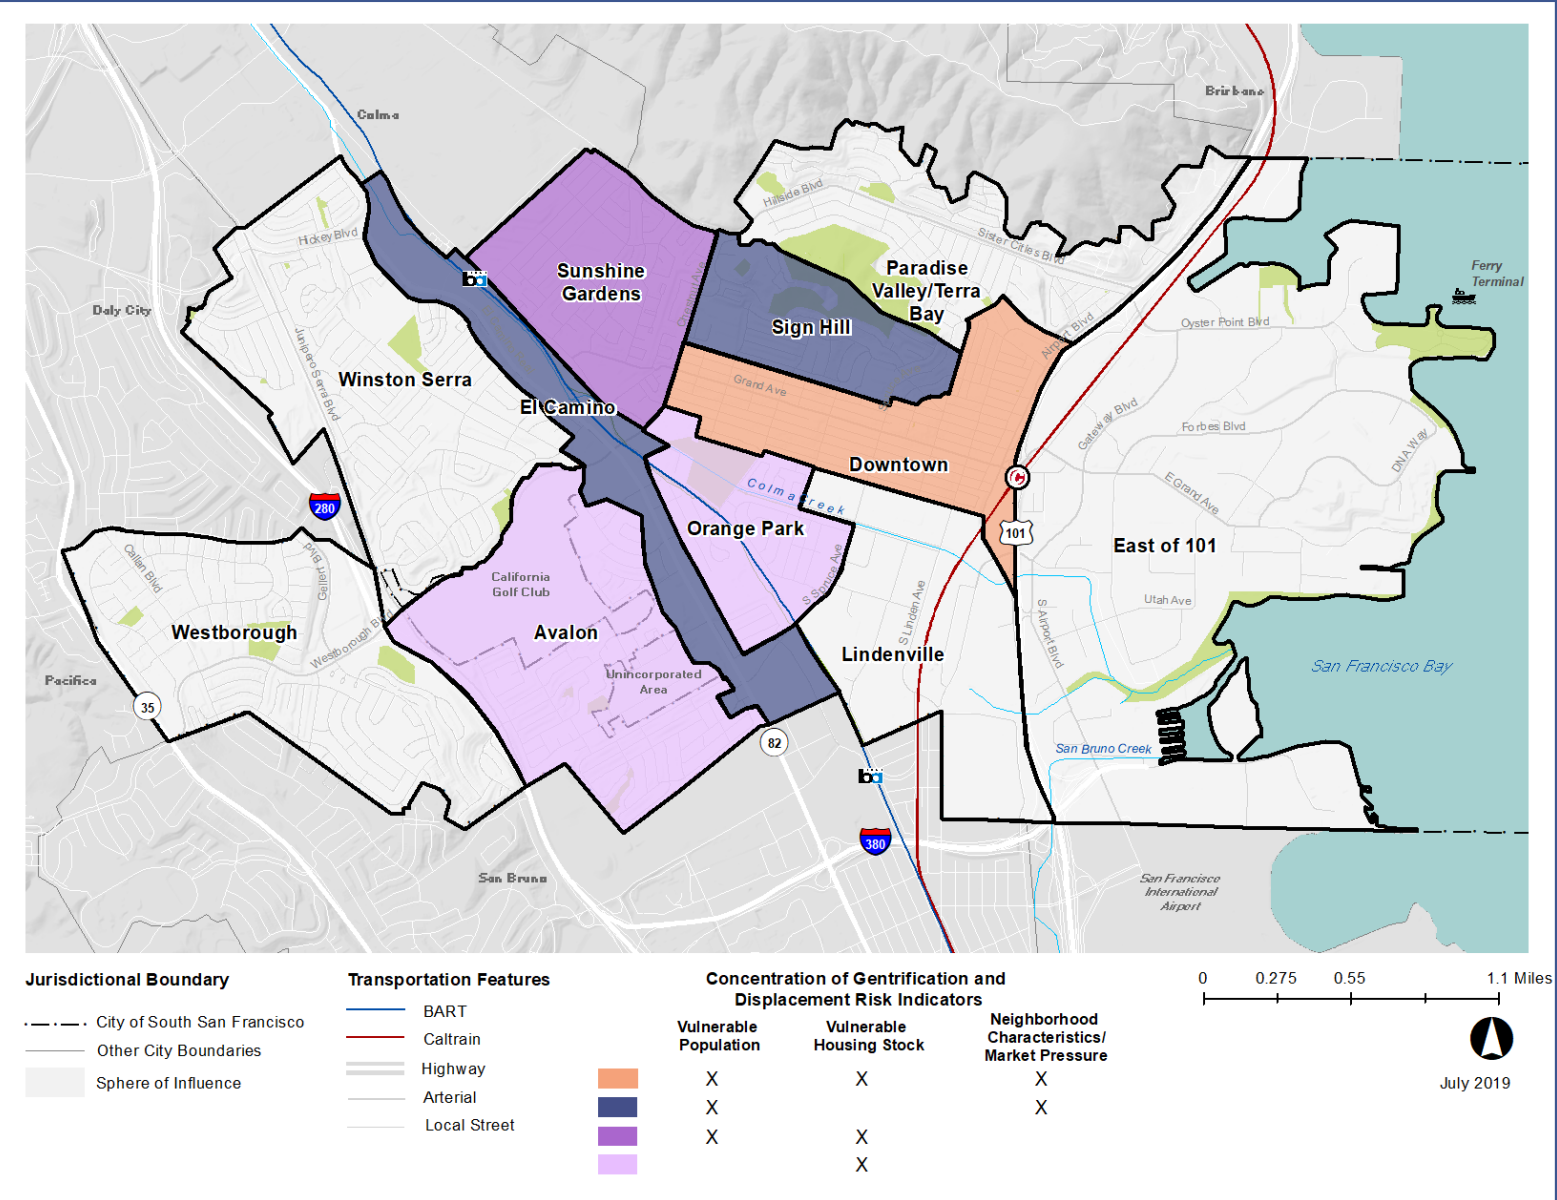 Brisbane
Colma
Hillside Blvd
Hickey Blvd
Sister Cities Blvd
Sunshine
Gardens
Paradise
Valley/Terra
Bay
Ferry
Terminal
Daly City
Sign Hill
Airport Blvd
Oyster Point Blvd
Junipero Serra Blvd
Winston Serra
Grand Ave
El Camino
Gateway Blvd
Forbes Blvd
DNA Way
Downtown
E Grand Ave
Colma Creek
280
Orange Park
101
East of 101
Callan Blvd
Gellert Blvd
California
Golf Club
S Spruce Ave
S Linden Ave
Utah Ave
S Airport Blvd
Westborough
Westborough Blvd
Avalon
Lindenville
San Francisco Bay
Pacifica
Unincorporated
Area
35
82
San Bruno Creek
ba
ba
380
San Bruno
San Francisco
International
Airport
Jurisdictional Boundary
City of South San Francisco
Other City Boundaries
Sphere of Influence
Transportation Features
BART
Caltrain
Highway
Arterial
Local Street
Concentration of Gentrification and
Displacement Risk Indicators
Vulnerable
Population
Vulnerable
Housing Stock
Neighborhood
Characteristics/
Market Pressure
X X X
X X
X X
X
0 0.275 0.55 1.1 Miles
July 2019